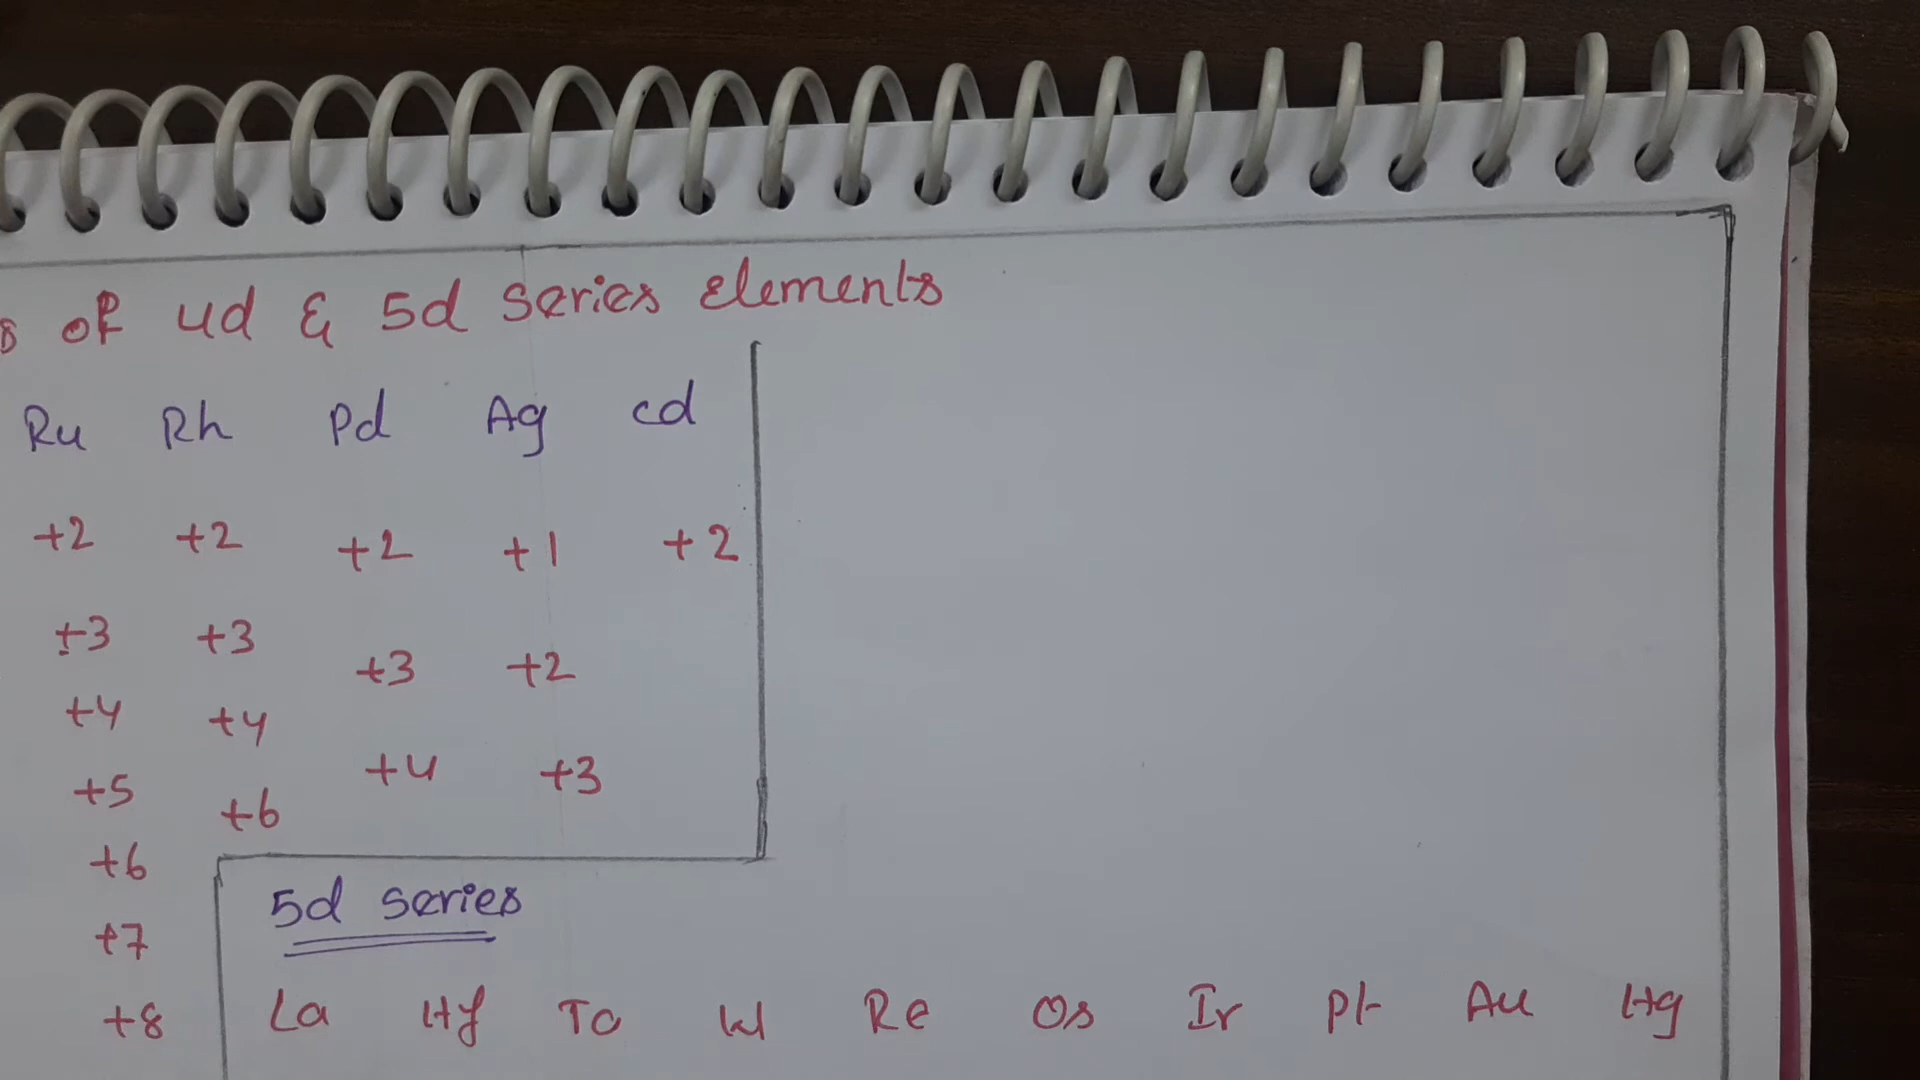 of 4d & 5d series elements
Ru Rh Pd Ag cd
+2 +2 +2 +1 +2
+3 +3 +3 +2
+4 +4 +4 +3
+5 +6
+6
+7
+8
5d series
La Hf Ta W Re Os Ir Pt Au Hg